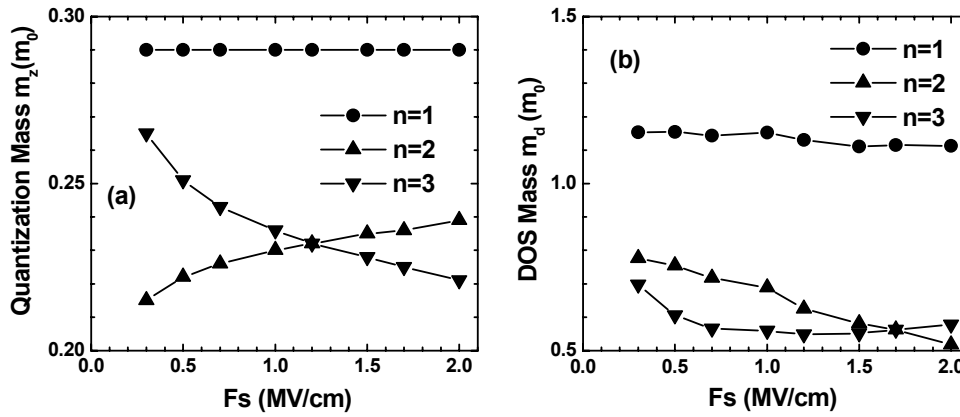 Quantization Mass m_z(m_0)
0.30
0.25
0.20
n=1
n=2
n=3
(a)
0.0 0.5 1.0 1.5 2.0
Fs (MV/cm)
DOS Mass m_d (m_0)
1.5
1.0
0.5
(b)
n=1
n=2
n=3
0.0 0.5 1.0 1.5 2.0
Fs (MV/cm)